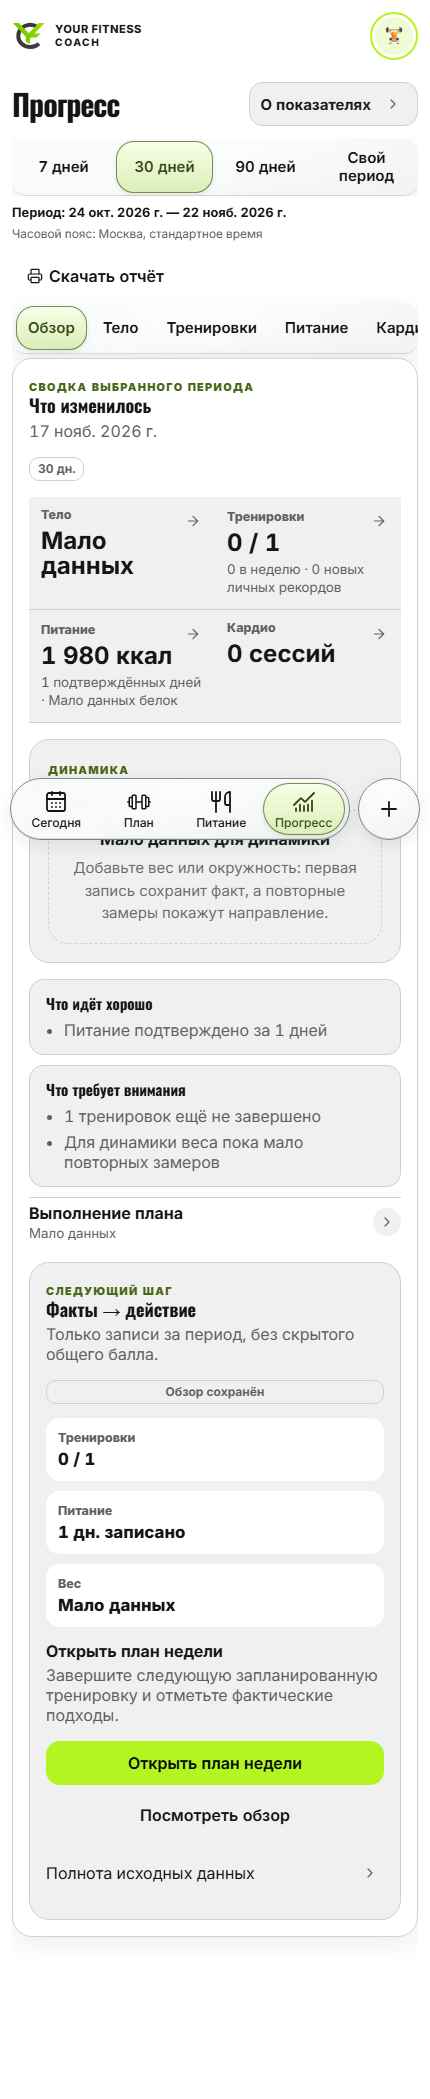 YOUR FITNESS
COACH
Прогресс
О показателях
7 дней
30 дней
90 дней
Свой
период
Период: 24 окт. 2026 г. — 22 нояб. 2026 г.
Часовой пояс: Москва, стандартное время
Скачать отчёт
Обзор
Тело
Тренировки
Питание
Карди
СВОДКА ВЫБРАННОГО ПЕРИОДА
Что изменилось
17 нояб. 2026 г.
30 дн.
Тело
Мало
данных
Тренировки
0 / 1
0 в неделю · 0 новых
личных рекордов
Питание
1 980 ккал
1 подтверждённых дней
· Мало данных белок
Кардио
0 сессий
ДИНАМИКА
Сегодня
План
Питание
Прогресс
Мало данных для динамики
Добавьте вес или окружность: первая
запись сохранит факт, а повторные
замеры покажут направление.
Что идёт хорошо
• Питание подтверждено за 1 дней
Что требует внимания
• 1 тренировок ещё не завершено
• Для динамики веса пока мало
повторных замеров
Выполнение плана
Мало данных
СЛЕДУЮЩИЙ ШАГ
Факты → действие
Только записи за период, без скрытого
общего балла.
Обзор сохранён
Тренировки
0 / 1
Питание
1 дн. записано
Вес
Мало данных
Открыть план недели
Завершите следующую запланированную
тренировку и отметьте фактические
подходы.
Открыть план недели
Посмотреть обзор
Полнота исходных данных